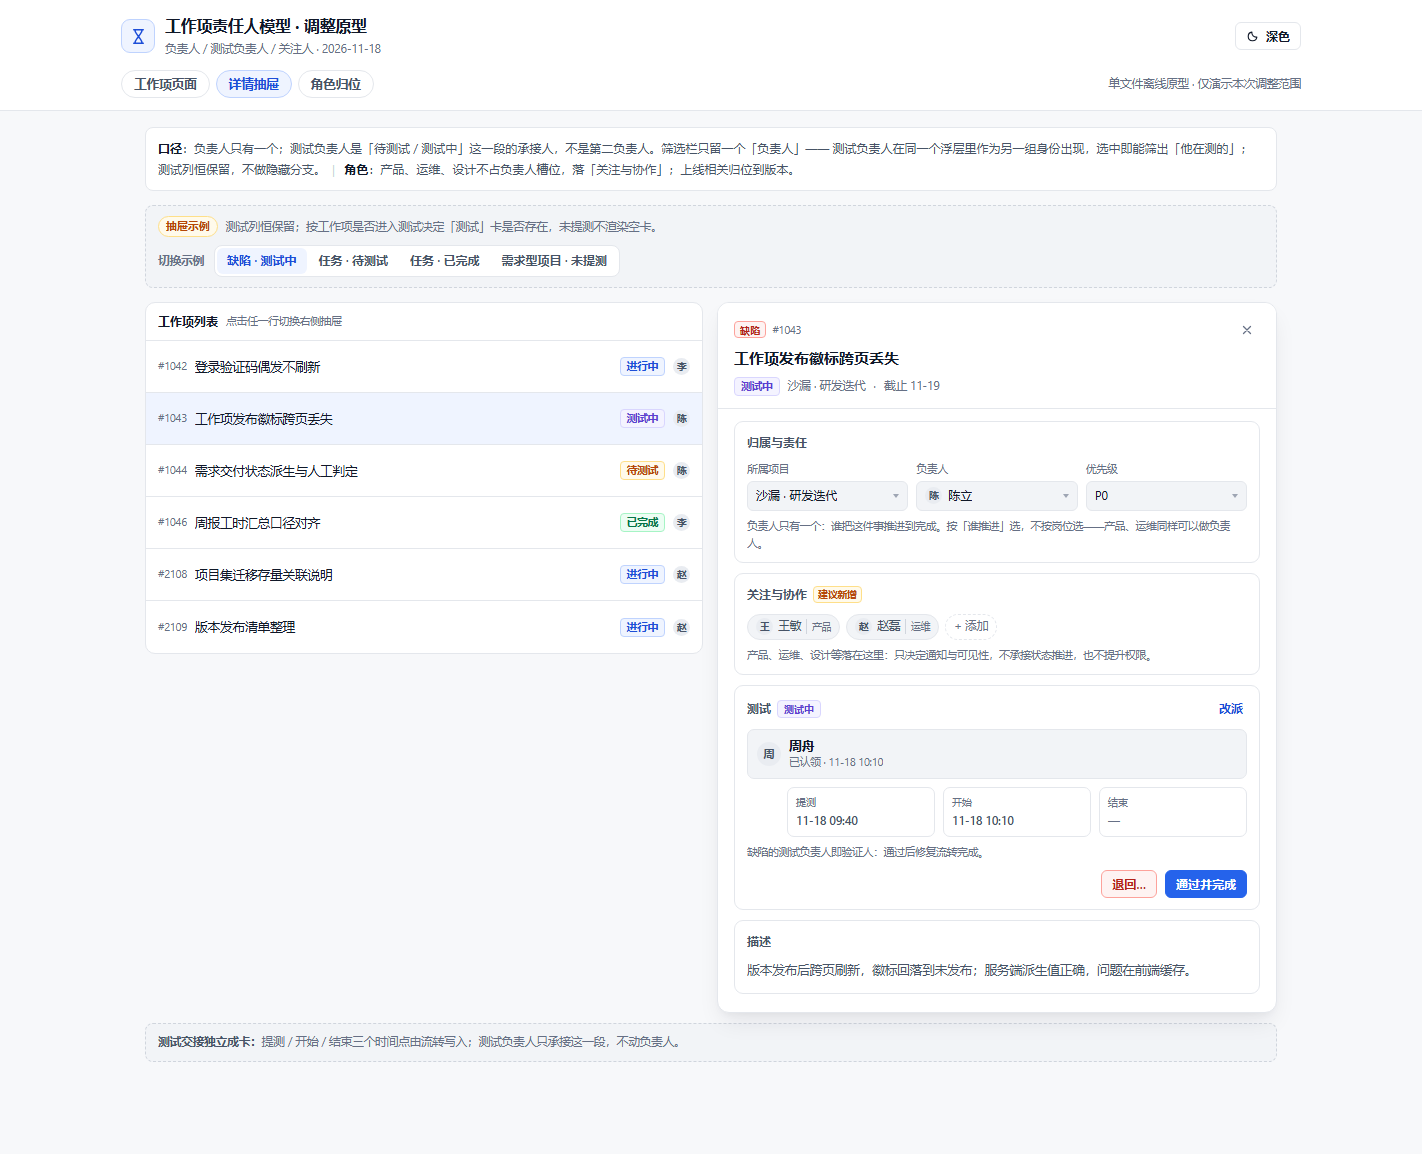 工作项责任人模型 · 调整原型
负责人 / 测试负责人 / 关注人 · 2026-11-18
深色
工作项页面
详情抽屉
角色归位
单文件离线原型 · 仅演示本次调整范围
口径：负责人只有一个；测试负责人是「待测试 / 测试中」这一段的承接人，不是第二负责人。筛选栏只留一个「负责人」—— 测试负责人在同一个浮层里作为另一组身份出现，选中即能筛出「他在测的」；
测试列恒保留，不做隐藏分支。 | 角色：产品、运维、设计不占负责人槽位，落「关注与协作」；上线相关归位到版本。
抽屉示例
测试列恒保留；按工作项是否进入测试决定「测试」卡是否存在，未提测不渲染空卡。
切换示例
缺陷 · 测试中
任务 · 待测试
任务 · 已完成
需求型项目 · 未提测
工作项列表 点击任一行切换右侧抽屉
#1042 登录验证码偶发不刷新 进行中 李
#1043 工作项发布徽标跨页丢失 测试中 陈
#1044 需求交付状态派生与人工判定 待测试 陈
#1046 周报工时汇总口径对齐 已完成 李
#2108 项目集迁移存量关联说明 进行中 赵
#2109 版本发布清单整理 进行中 赵
缺陷 #1043
工作项发布徽标跨页丢失
测试中 沙漏 · 研发迭代 · 截止 11-19
归属与责任
所属项目 负责人 优先级
沙漏 · 研发迭代 陈 陈立 P0
负责人只有一个：谁把这件事推进到完成。按「谁推进」选，不按岗位选——产品、运维同样可以做负责
人。
关注与协作 建议新增
王 王敏 产品 赵 赵磊 运维 + 添加
产品、运维、设计等落在这里：只决定通知与可见性，不承接状态推进，也不提升权限。
测试 测试中 改派
周 周舟
已认领 · 11-18 10:10
提测 开始 结束
11-18 09:40 11-18 10:10 —
缺陷的测试负责人即验证人：通过后修复流转完成。
退回... 通过并完成
描述
版本发布后跨页刷新，徽标回落到未发布；服务端派生值正确，问题在前端缓存。
测试交接独立成卡：提测 / 开始 / 结束三个时间点由流转写入；测试负责人只承接这一段，不动负责人。